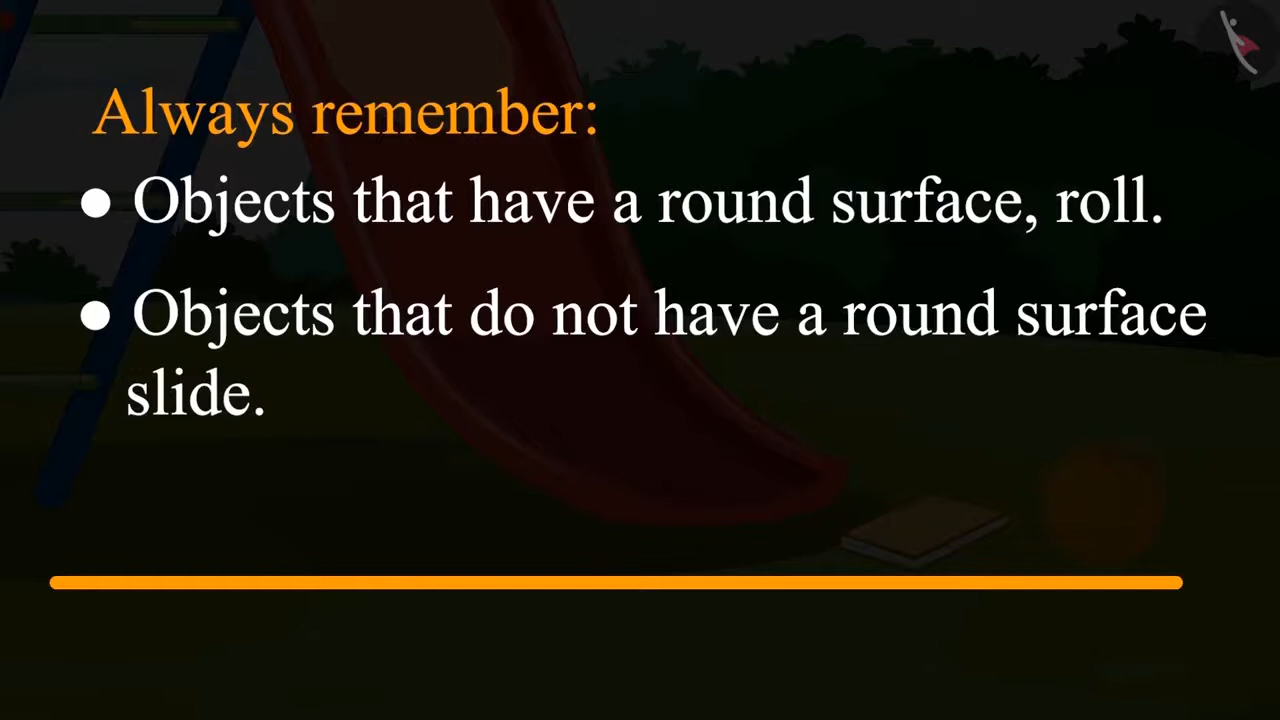 Always remember:
● Objects that have a round surface, roll.
● Objects that do not have a round surface
slide.